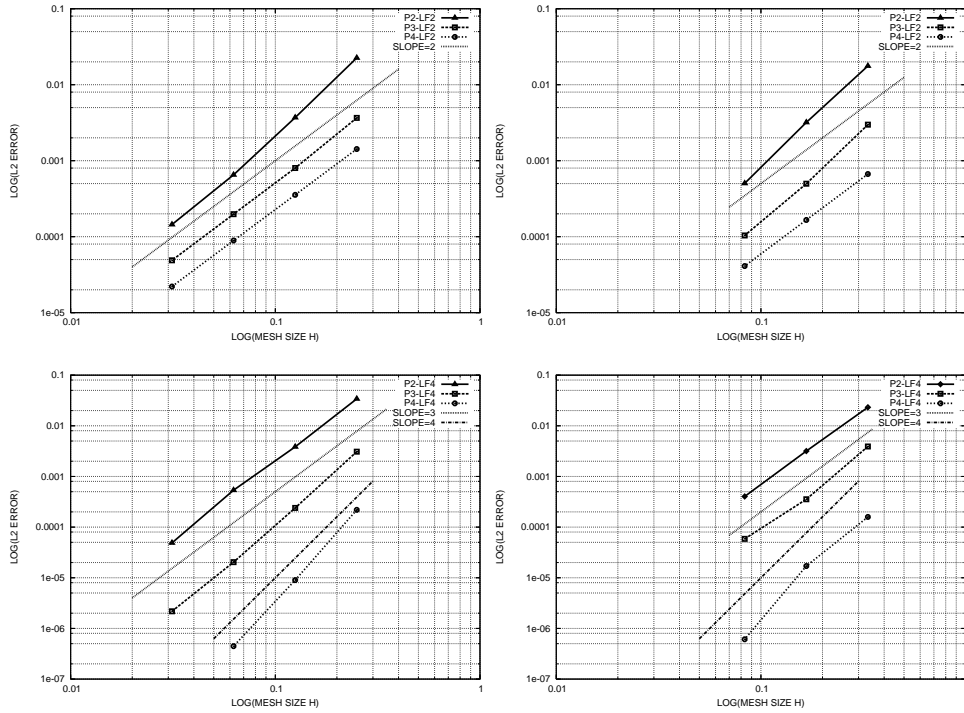 0.1
P2-LF2
P3-LF2
P4-LF2
SLOPE=2
0.01
0.001
0.0001
1e-05
0.01
0.1
1
LOG(L2 ERROR)
LOG(MESH SIZE H)
0.1
P2-LF2
P3-LF2
P4-LF2
SLOPE=2
0.01
0.001
0.0001
1e-05
0.01
0.1
LOG(L2 ERROR)
LOG(MESH SIZE H)
0.1
P2-LF4
P3-LF4
P4-LF4
SLOPE=3
SLOPE=4
0.01
0.001
0.0001
1e-05
1e-06
1e-07
0.01
0.1
1
LOG(L2 ERROR)
LOG(MESH SIZE H)
0.1
P2-LF4
P3-LF4
P4-LF4
SLOPE=3
SLOPE=4
0.01
0.001
0.0001
1e-05
1e-06
1e-07
0.01
0.1
LOG(L2 ERROR)
LOG(MESH SIZE H)